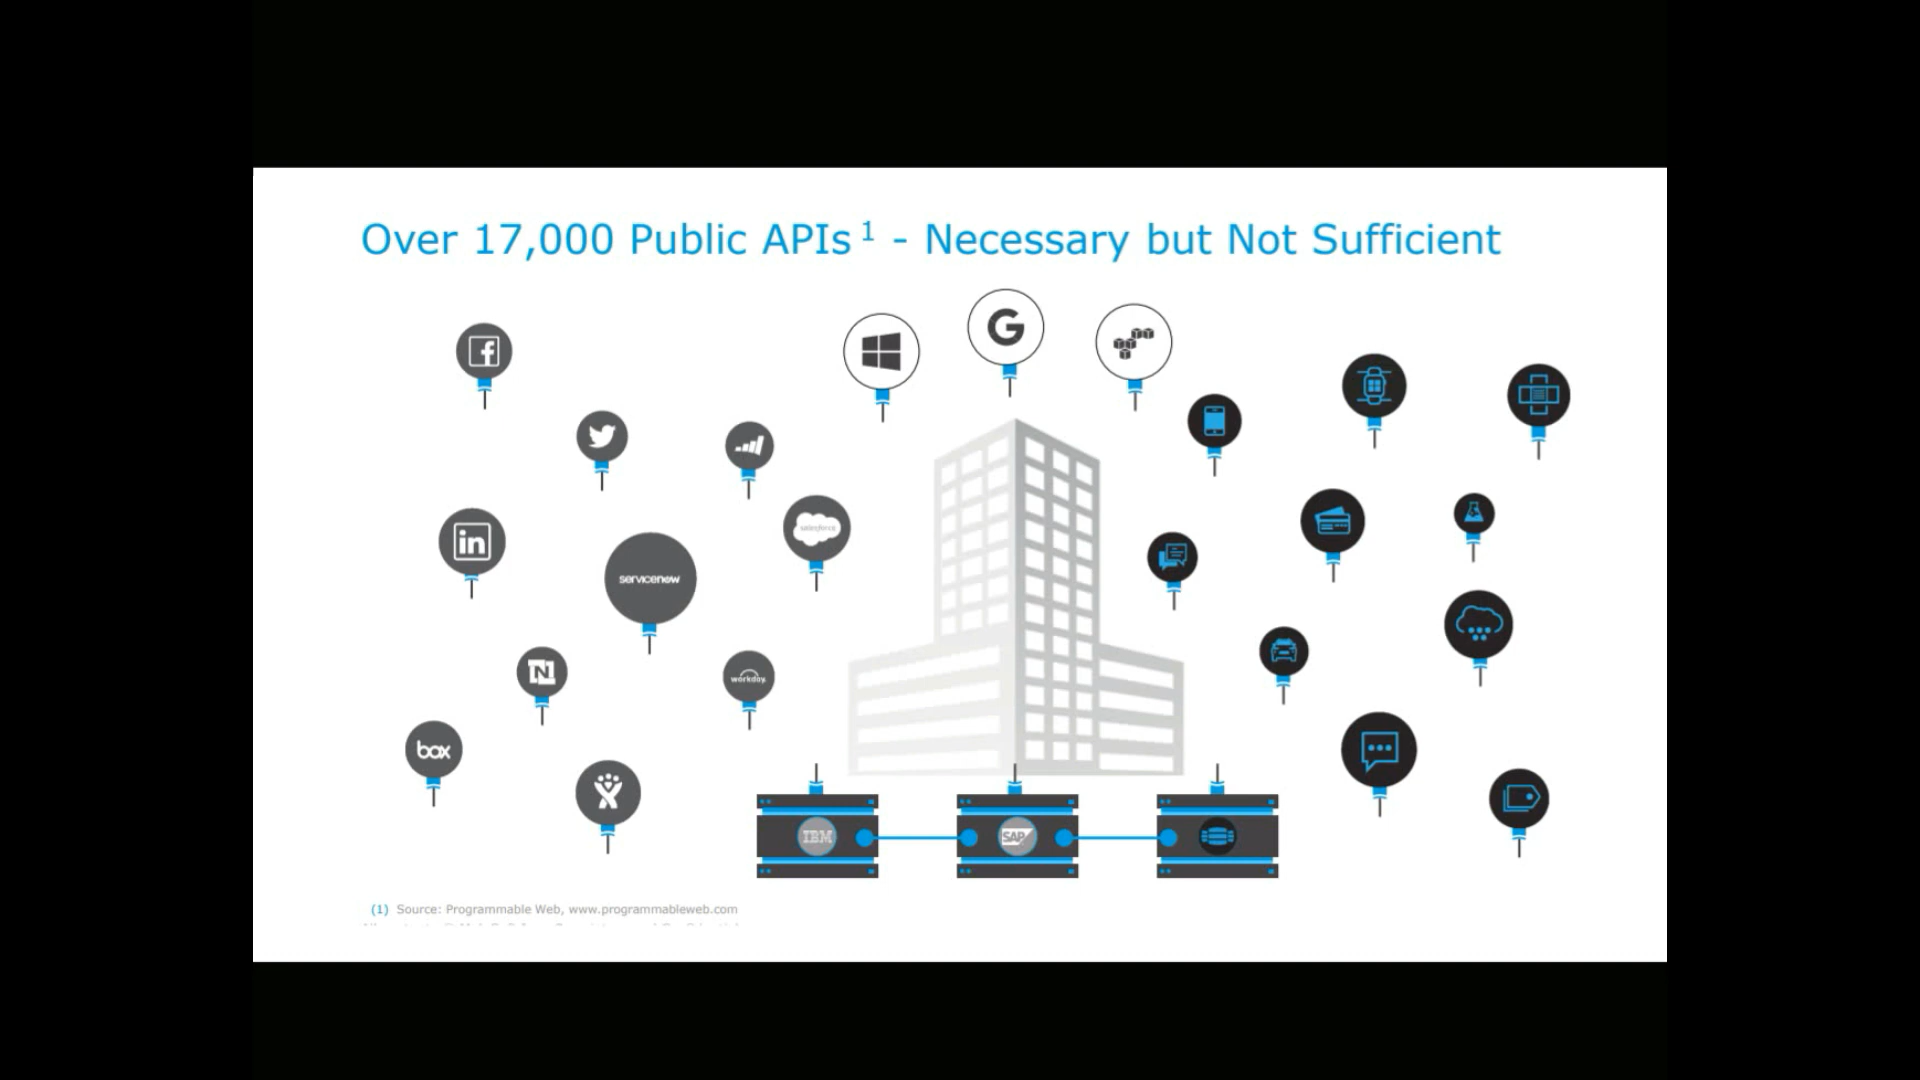 Over 17,000 Public APIs 1 - Necessary but Not Sufficient
G
f
in
salesforce
servicenow
N
workday.
box
IBM
SAP
(1) Source: Programmable Web, www.programmableweb.com